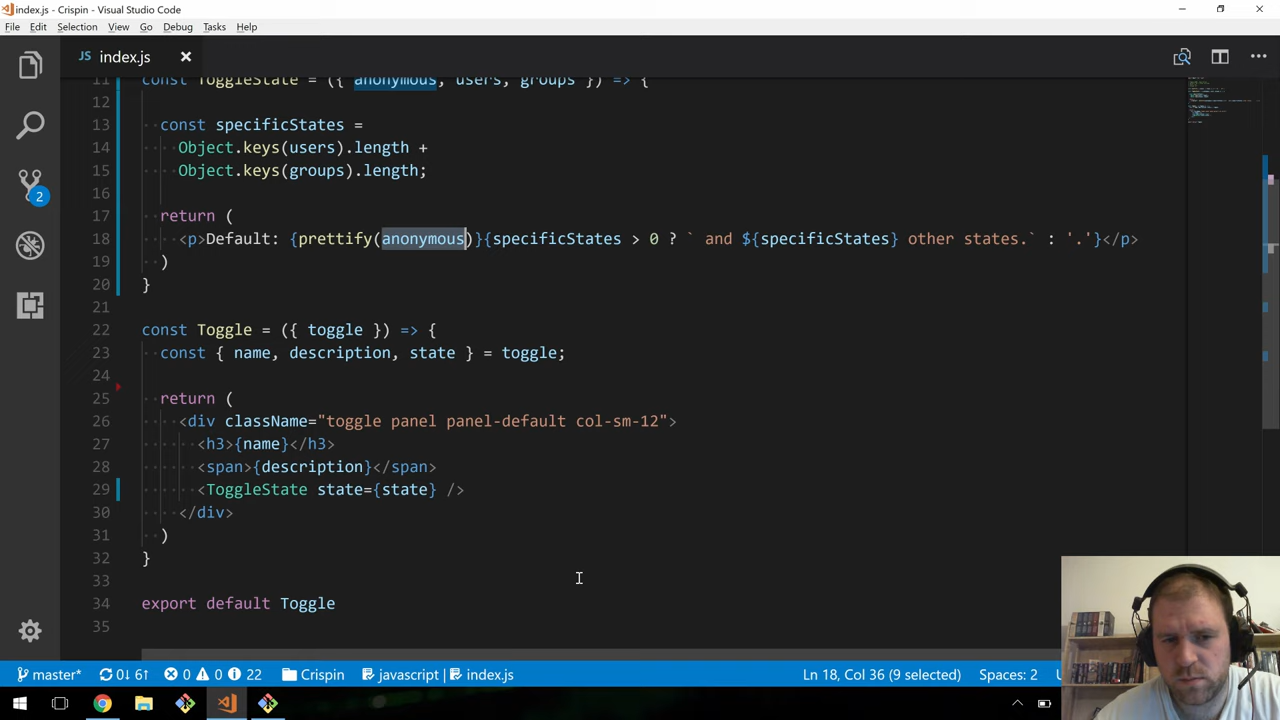 index.js - Crispin - Visual Studio Code
File Edit Selection View Go Debug Tasks Help
JS index.js
11 const ToggleState = ({ anonymous, users, groups }) => {
12
13 const specificStates =
14 Object.keys(users).length +
15 Object.keys(groups).length;
16
17 return (
18 <p>Default: {prettify(anonymous)}{specificStates > 0 ? ` and ${specificStates} other states.` : '.'}</p>
19 )
20 }
21
22 const Toggle = ({ toggle }) => {
23 const { name, description, state } = toggle;
24
25 return (
26 <div className="toggle panel panel-default col-sm-12">
27 <h3>{name}</h3>
28 <span>{description}</span>
29 <ToggleState state={state} />
30 </div>
31 )
32 }
33
34 export default Toggle
35
2
master* 0↓ 6↑ 0 0 22 Crispin javascript index.js Ln 18, Col 36 (9 selected) Spaces: 2